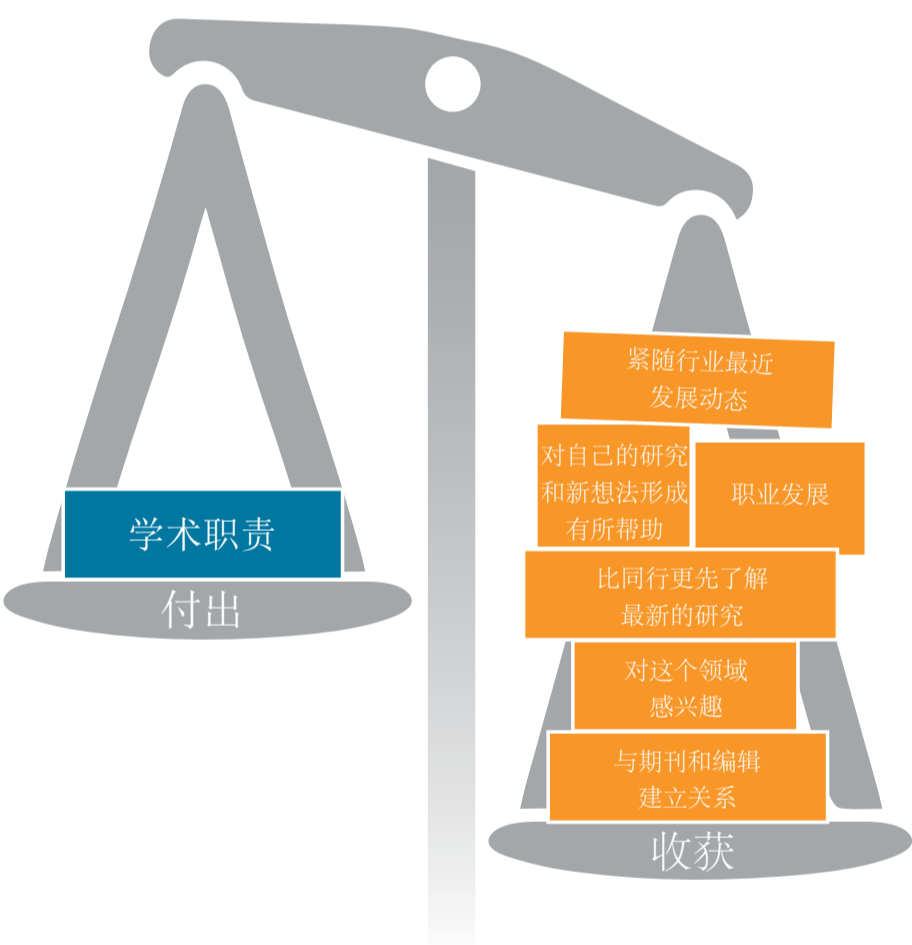 学术职责
付出
紧随行业最近
发展动态
对自己的研究
和新想法形成
有所帮助
职业发展
比同行更先了解
最新的研究
对这个领域
感兴趣
与期刊和编辑
建立关系
收获